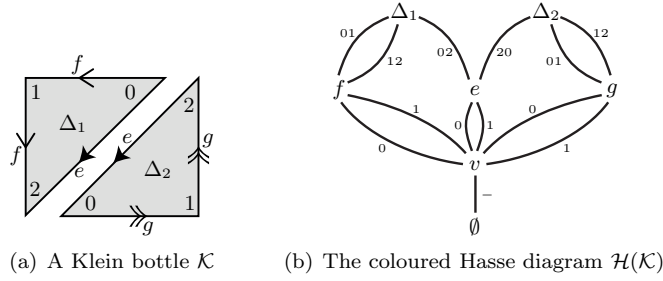 f
1 0
Δ₁
f
e
2
e
2
g
Δ₂
0 1
g
(a) A Klein bottle 𝒦
Δ₁ Δ₂
01 12 02 20 01 12
f e g
1 0 1 0
0 1
v
–
∅
(b) The coloured Hasse diagram ℋ(𝒦)